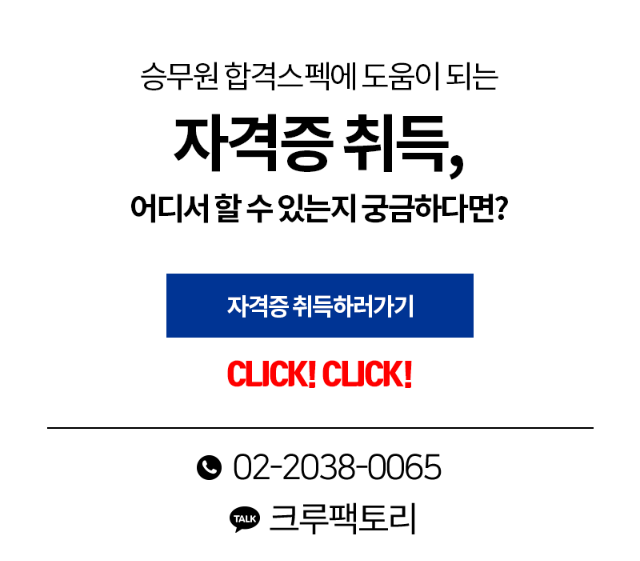 승무원 합격스펙에 도움이 되는
자격증 취득,
어디서 할 수 있는지 궁금하다면?
자격증 취득하러가기
CLICK! CLICK!
02-2038-0065
TALK 크루팩토리